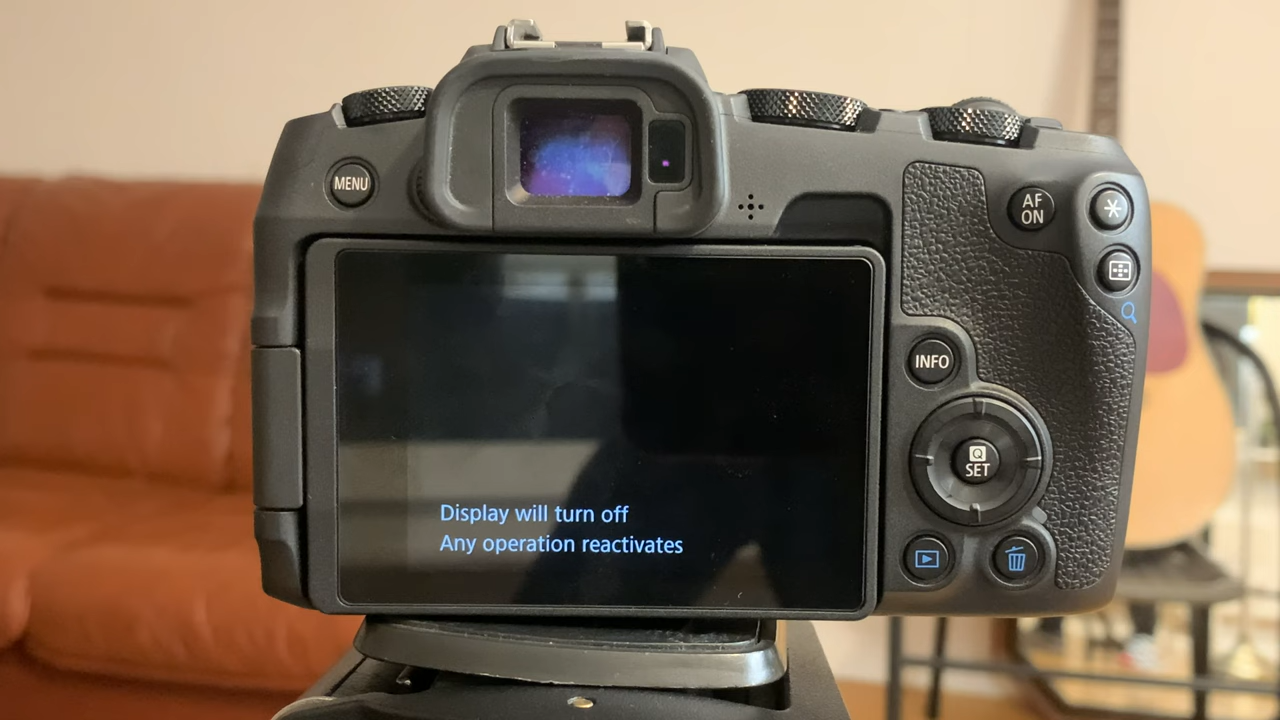 MENU
AF
ON
INFO
Q
SET
Display will turn off
Any operation reactivates